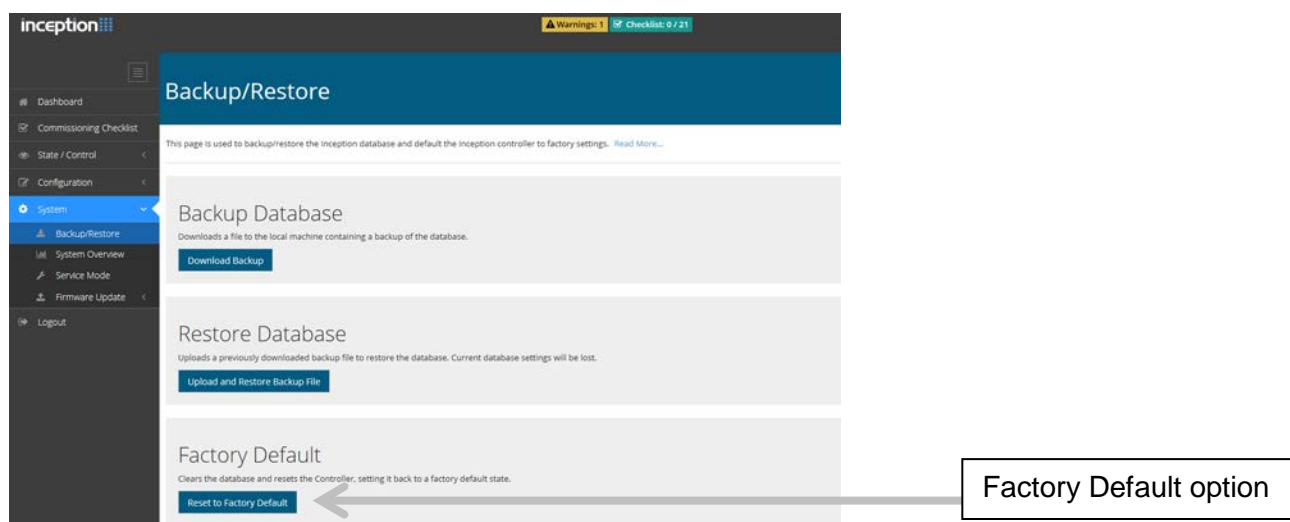 inception
Warnings: 1
Checklist: 0 / 21
Dashboard
Commissioning Checklist
State / Control
Configuration
System
Backup/Restore
System Overview
Service Mode
Firmware Update
Logout
Backup/Restore
This page is used to backup/restore the Inception database and default the Inception controller to factory settings. Read More...
Backup Database
Downloads a file to the local machine containing a backup of the database.
Download Backup
Restore Database
Uploads a previously downloaded backup file to restore the database. Current database settings will be lost.
Upload and Restore Backup File
Factory Default
Clears the database and resets the Controller, setting it back to a factory default state.
Reset to Factory Default
Factory Default option